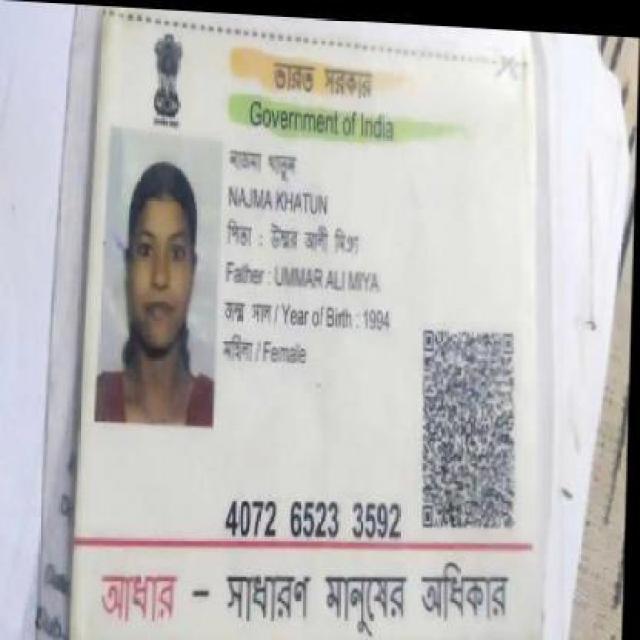 ভারত সরকার
Government of India
নাজমা খাতুন
NAJMA KHATUN
পিতা : উম্মর আলী মিঞা
Father : UMMAR ALI MIYA
জন্ম সাল / Year of Birth : 1994
মহিলা / Female
4072 6523 3592
আধার – সাধারণ মানুষের অধিকার